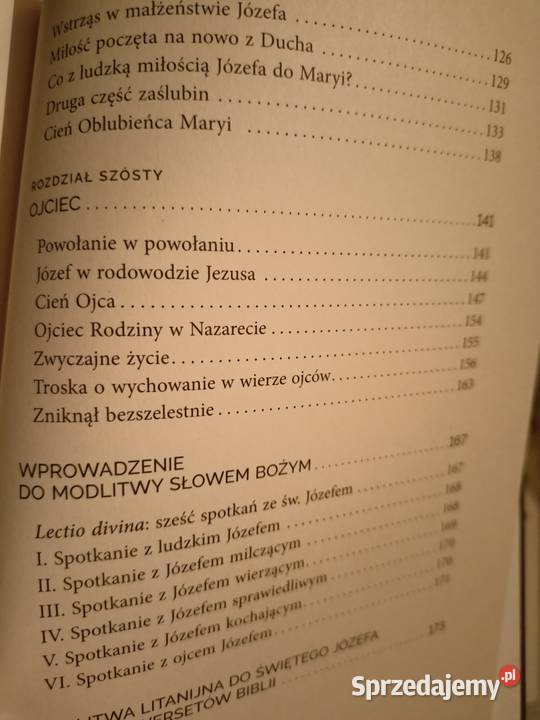 Wstrząs w małżeństwie Józefa 126
Miłość poczęta na nowo z Ducha 129
Co z ludzką miłością Józefa do Maryi? 131
Druga część zaślubin 133
Cień Oblubieńca Maryi 138
ROZDZIAŁ SZÓSTY
OJCIEC 141
Powołanie w powołaniu 141
Józef w rodowodzie Jezusa 144
Cień Ojca 147
Ojciec Rodziny w Nazarecie 154
Zwyczajne życie 155
Troska o wychowanie w wierze ojców 156
Zniknął bezszelestnie 163
WPROWADZENIE
DO MODLITWY SŁOWEM BOŻYM 167
Lectio divina: sześć spotkań ze św. Józefem 167
I. Spotkanie z ludzkim Józefem 168
II. Spotkanie z Józefem milczącym 168
III. Spotkanie z Józefem wierzącym 169
IV. Spotkanie z Józefem sprawiedliwym 170
V. Spotkanie z Józefem kochającym 170
VI. Spotkanie z ojcem Józefem 171
LITANIJNA DO ŚWIĘTEGO JÓZEFA 173
BIBLII
Sprzedajemy.pl